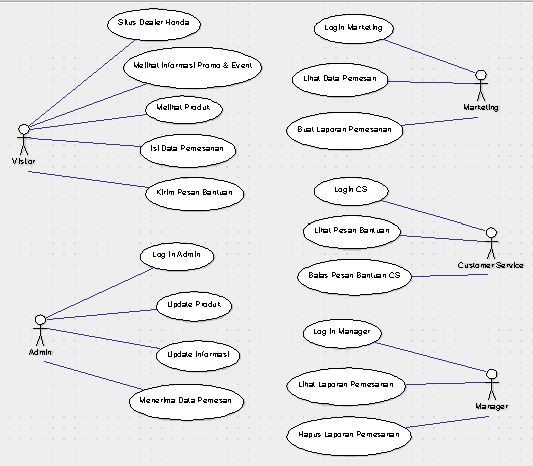 Situs Dealer Honda
Melihat Informasi Promo & Event
Melihat Produk
Isi Data Pemesanan
Kirim Pesan Bantuan
Visitor
Log In Admin
Update Produk
Update Informasi
Menerima Data Pemesan
Admin
Login Marketing
Lihat Data Pemesan
Buat Laporan Pemesanan
Marketing
Login CS
Lihat Pesan Bantuan
Balas Pesan Bantuan CS
Customer Service
Log In Manager
Lihat Laporan Pemesanan
Hapus Laporan Pemesanan
Manager